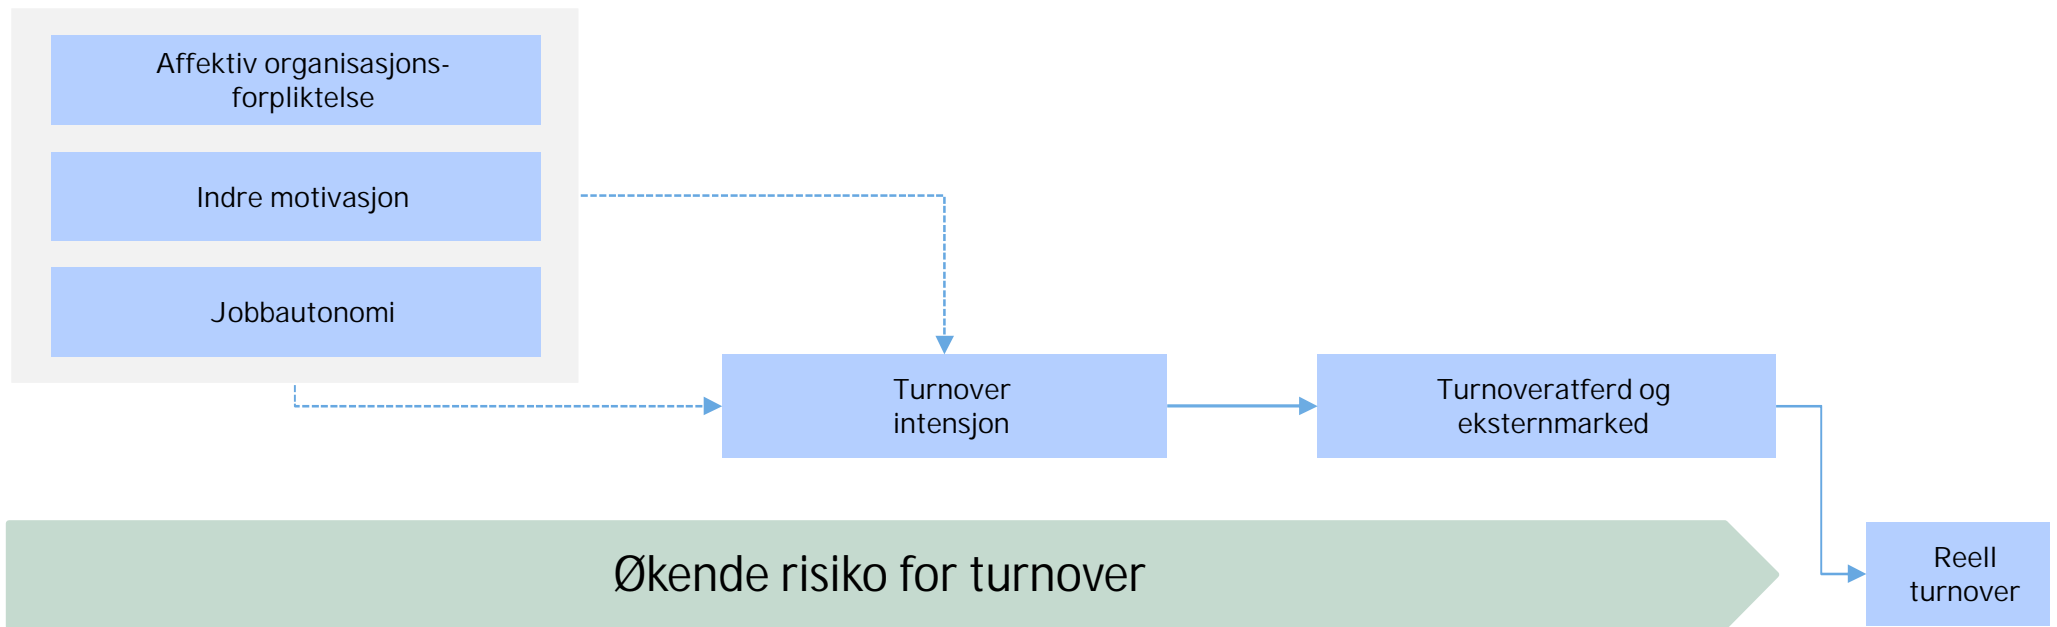 Affektiv organisasjons-
forpliktelse
Indre motivasjon
Jobbautonomi
Turnover
intensjon
Turnoveratferd og
eksternmarked
Økende risiko for turnover
Reell
turnover